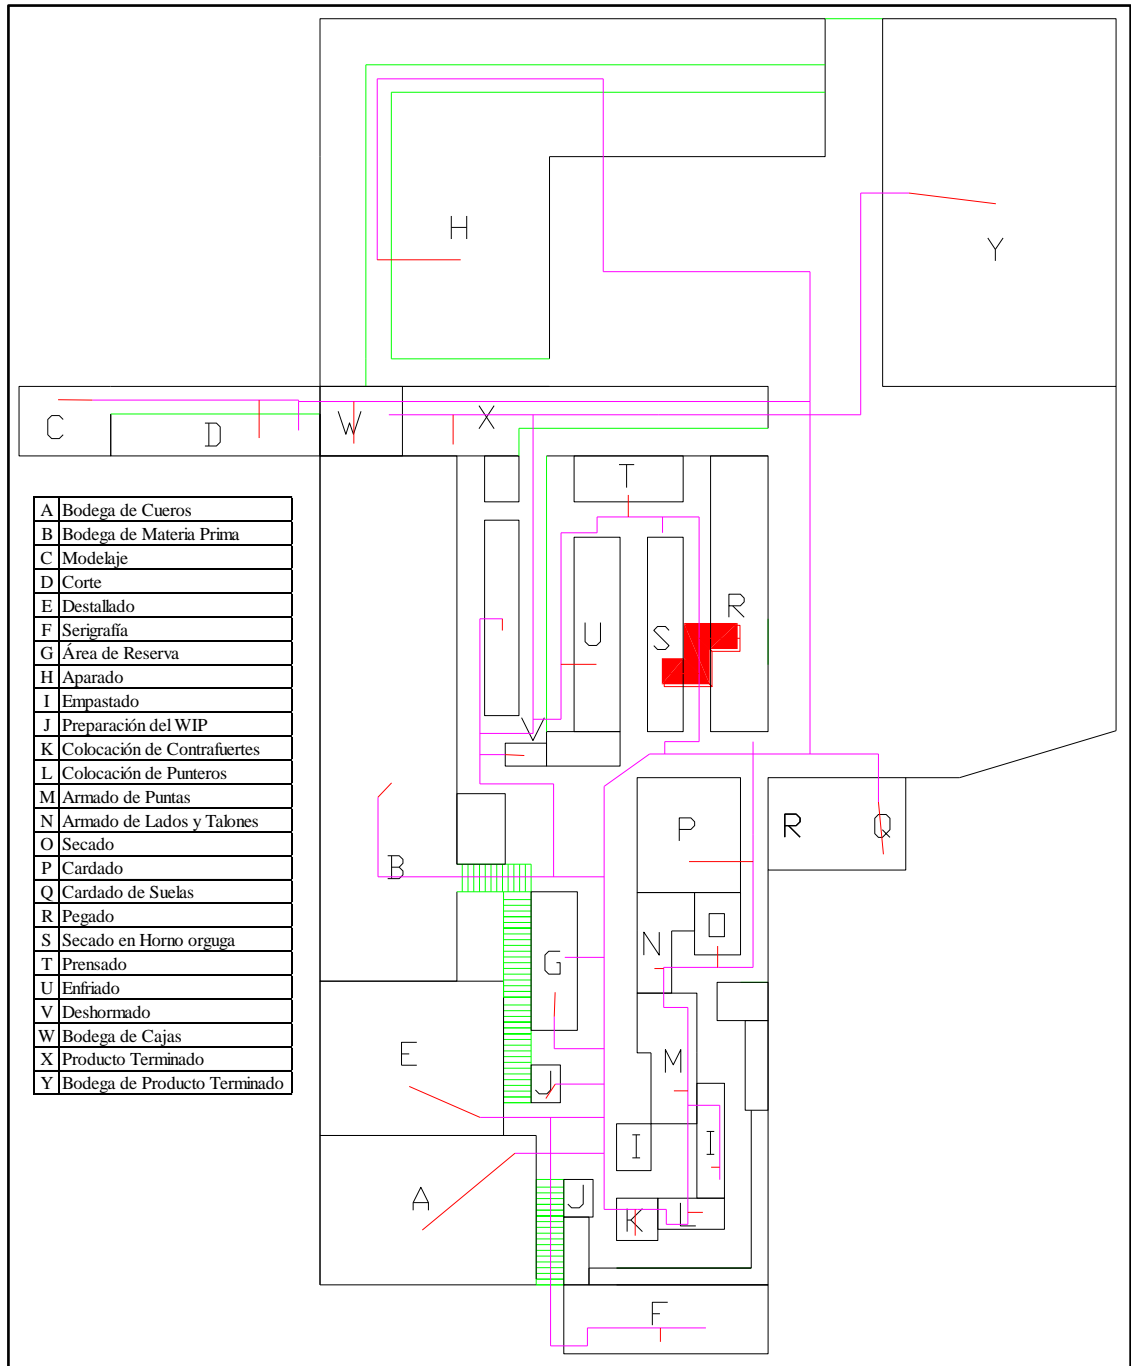 H
Y
C
D
W
X
T
A Bodega de Cueros
B Bodega de Materia Prima
C Modelaje
D Corte
E Destallado
F Serigrafía
G Área de Reserva
H Aparado
I Empastado
J Preparación del WIP
K Colocación de Contrafuertes
L Colocación de Punteros
M Armado de Puntas
N Armado de Lados y Talones
O Secado
P Cardado
Q Cardado de Suelas
R Pegado
S Secado en Horno orguga
T Prensado
U Enfriado
V Deshormado
W Bodega de Cajas
X Producto Terminado
Y Bodega de Producto Terminado
R
U
S
V
P
R
Q
B
O
N
G
E
M
J
I
I
A
J
K
L
F